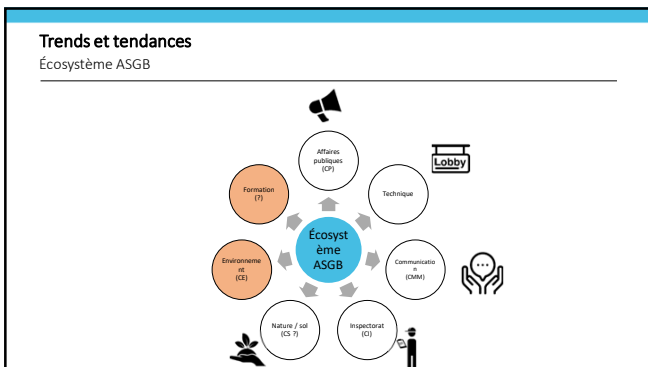 Trends et tendances
Écosystème ASGB
Affaires
publiques
(CP)
Lobby
Formation
(?)
Technique
Écosyst
ème
ASGB
Environneme
nt
(CE)
Communicatio
n
(CMM)
Nature / sol
(CS ?)
Inspectorat
(CI)